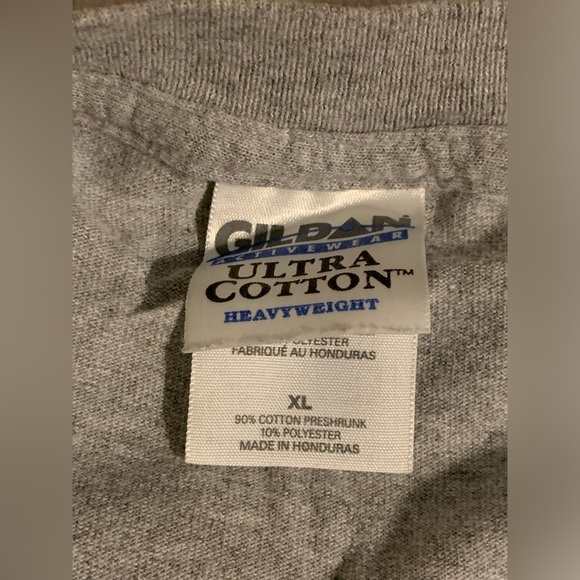 GILDAN
ACTIVEWEAR
ULTRA
COTTON™
HEAVYWEIGHT
POLYESTER
FABRIQUÉ AU HONDURAS
XL
90% COTTON PRESHRUNK
10% POLYESTER
MADE IN HONDURAS